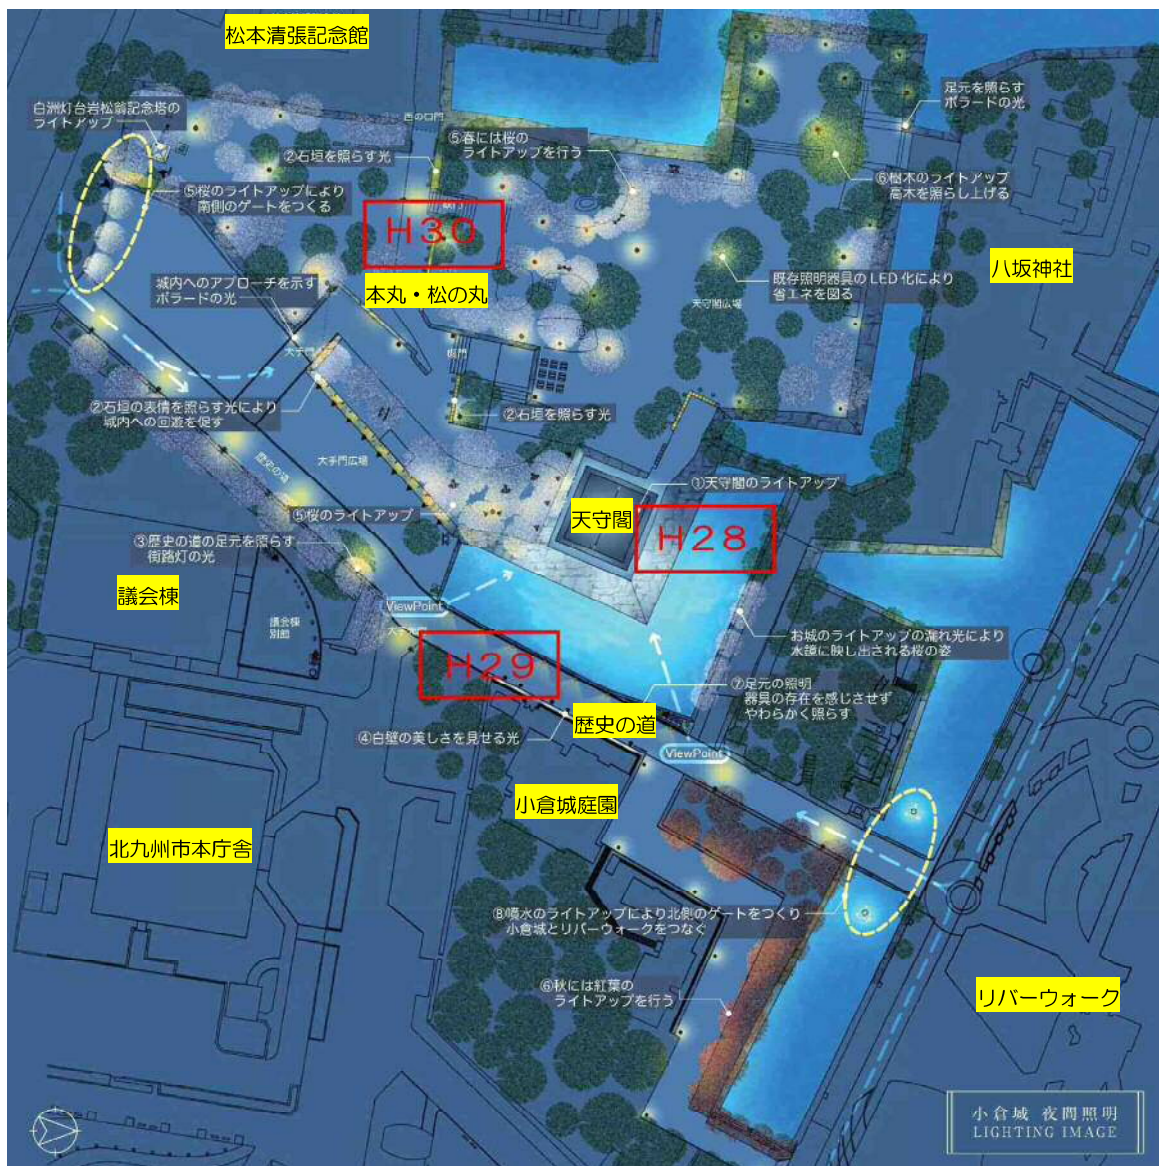 松本清張記念館
白洲灯台岩松翁記念塔の
ライトアップ
西の口門
②石垣を照らす光
⑤春には桜の
ライトアップを行う
足元を照らす
ボラードの光
⑤桜のライトアップにより
南側のゲートをつくる
⑥樹木のライトアップ
高木を照らし上げる
H30
八坂神社
城内へのアプローチを示す
ボラードの光
本丸・松の丸
既存照明器具のLED化により
省エネを図る
天守閣広場
大手門
②石垣の表情を照らす光により
城内への回遊を促す
②石垣を照らす光
大手門広場
歴史の道
①天守閣のライトアップ
⑤桜のライトアップ
天守閣
H28
③歴史の道の足元を照らす
街路灯の光
議会棟
ViewPoint
議会棟
別館
お城のライトアップの漏れ光により
水鏡に映し出される桜の姿
H29
⑦足元の照明
器具の存在を感じさせず
やわらかく照らす
歴史の道
④白壁の美しさを見せる光
ViewPoint
小倉城庭園
北九州市本庁舎
⑧噴水のライトアップにより北側のゲートをつくり
小倉城とリバーウォークをつなぐ
⑥秋には紅葉の
ライトアップを行う
リバーウォーク
小倉城 夜間照明
LIGHTING IMAGE